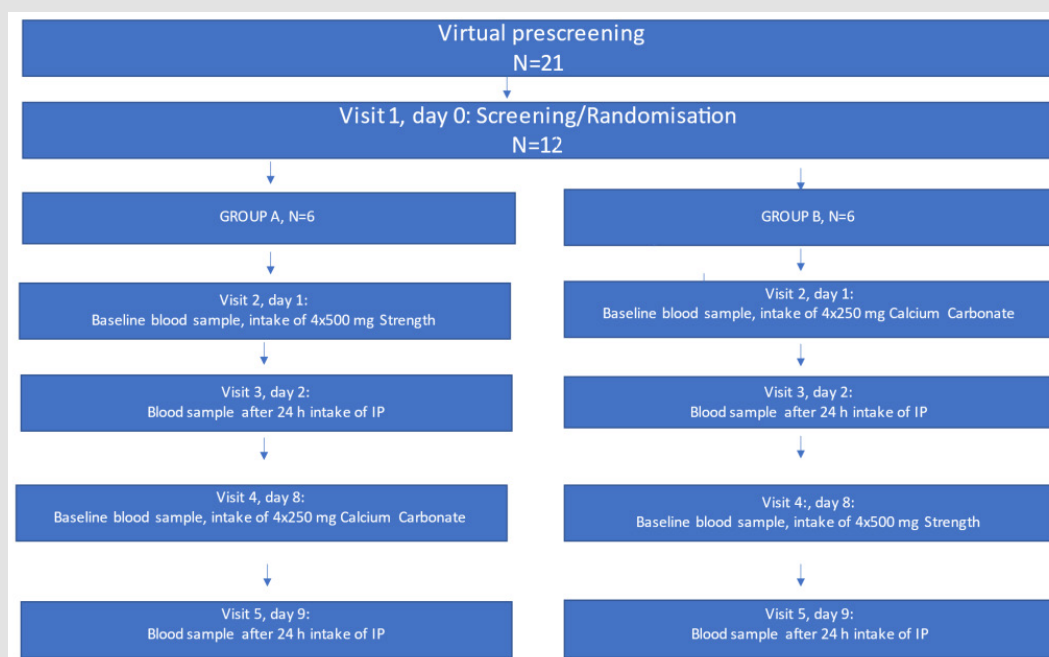 Virtual prescreening
N=21
Visit 1, day 0: Screening/Randomisation
N=12
GROUP A, N=6
GROUP B, N=6
Visit 2, day 1:
Baseline blood sample, intake of 4x500 mg Strength
Visit 2, day 1:
Baseline blood sample, intake of 4x250 mg Calcium Carbonate
Visit 3, day 2:
Blood sample after 24 h intake of IP
Visit 3, day 2:
Blood sample after 24 h intake of IP
Visit 4, day 8:
Baseline blood sample, intake of 4x250 mg Calcium Carbonate
Visit 4:, day 8:
Baseline blood sample, intake of 4x500 mg Strength
Visit 5, day 9:
Blood sample after 24 h intake of IP
Visit 5, day 9:
Blood sample after 24 h intake of IP